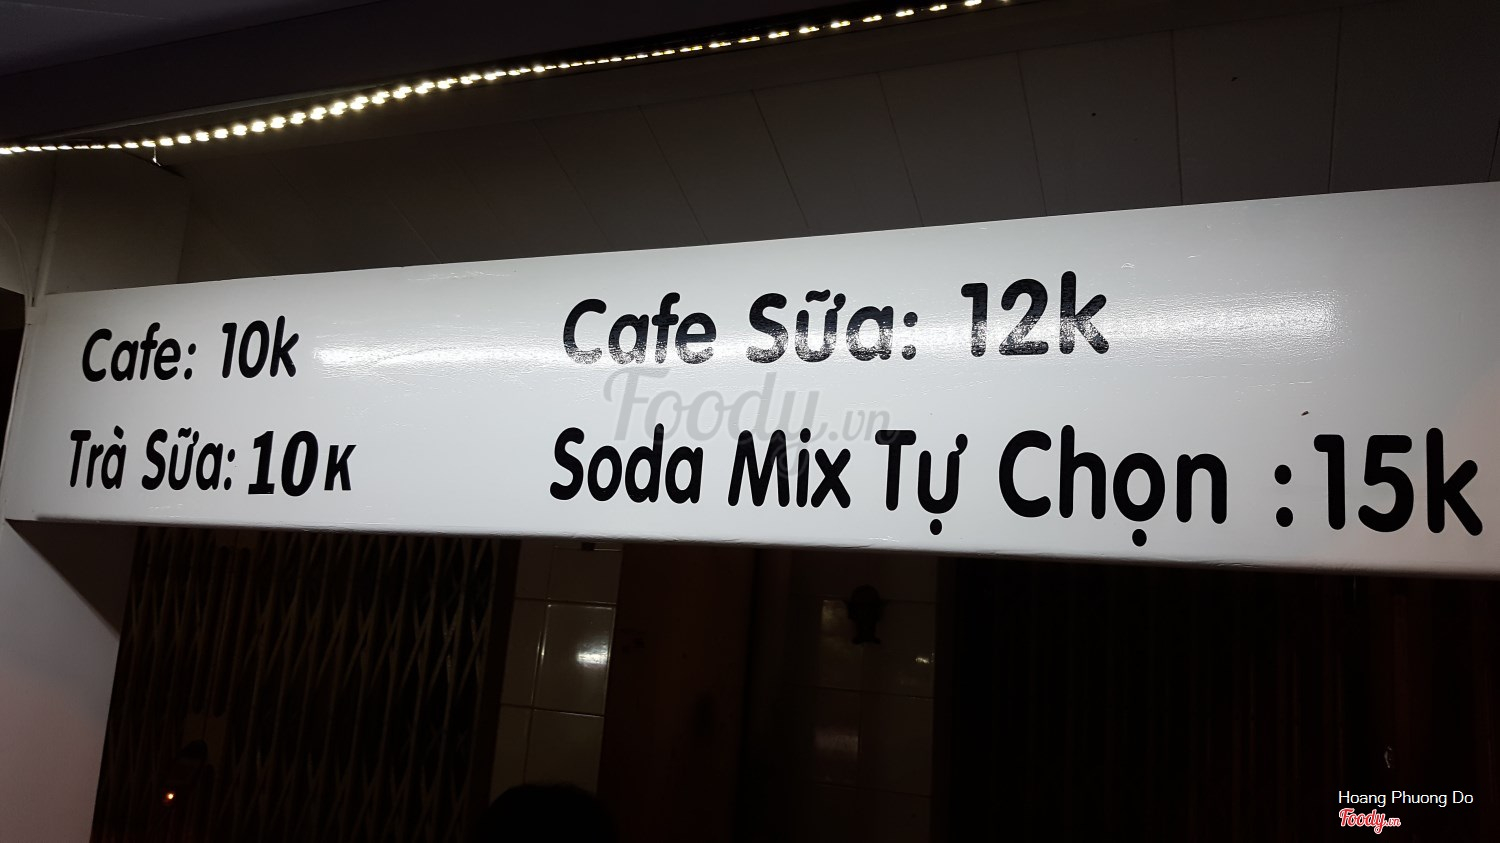 Cafe: 10k
Cafe Sữa: 12k
Trà Sữa: 10K
Soda Mix Tự Chọn : 15k
Foody.vn
Hoang Phuong Do
Foody.vn